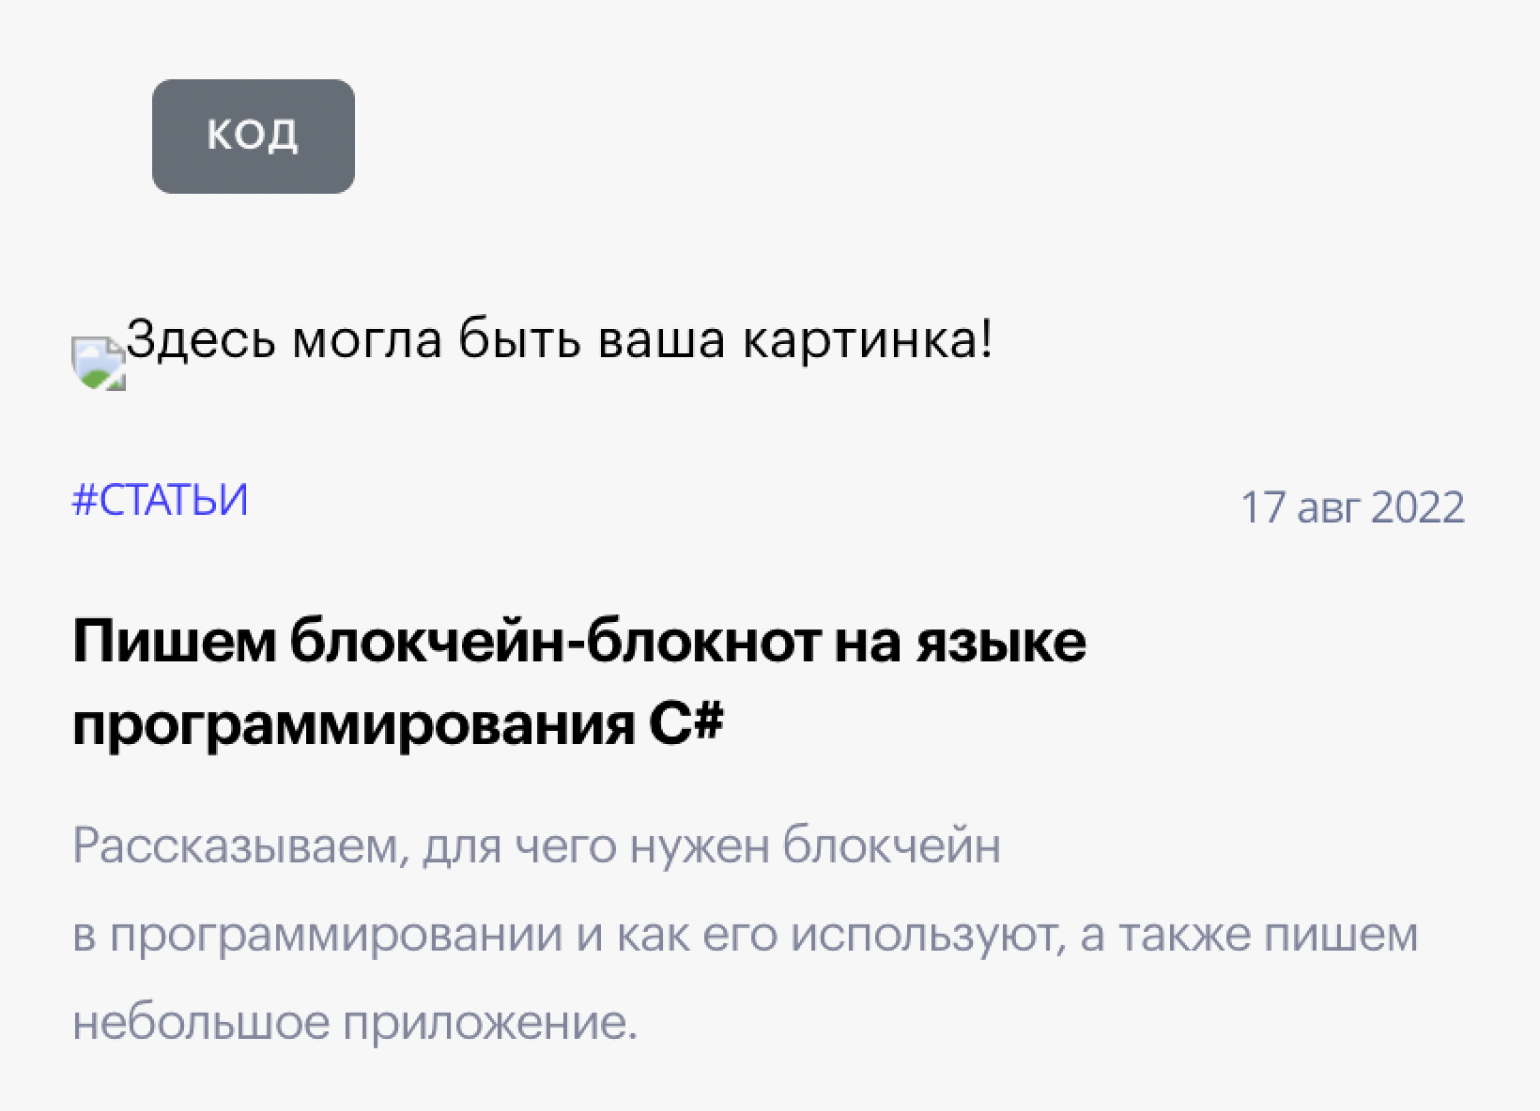 КОД
Здесь могла быть ваша картинка!
#СТАТЬИ
17 авг 2022
Пишем блокчейн-блокнот на языке
программирования C#
Рассказываем, для чего нужен блокчейн
в программировании и как его используют, а также пишем
небольшое приложение.